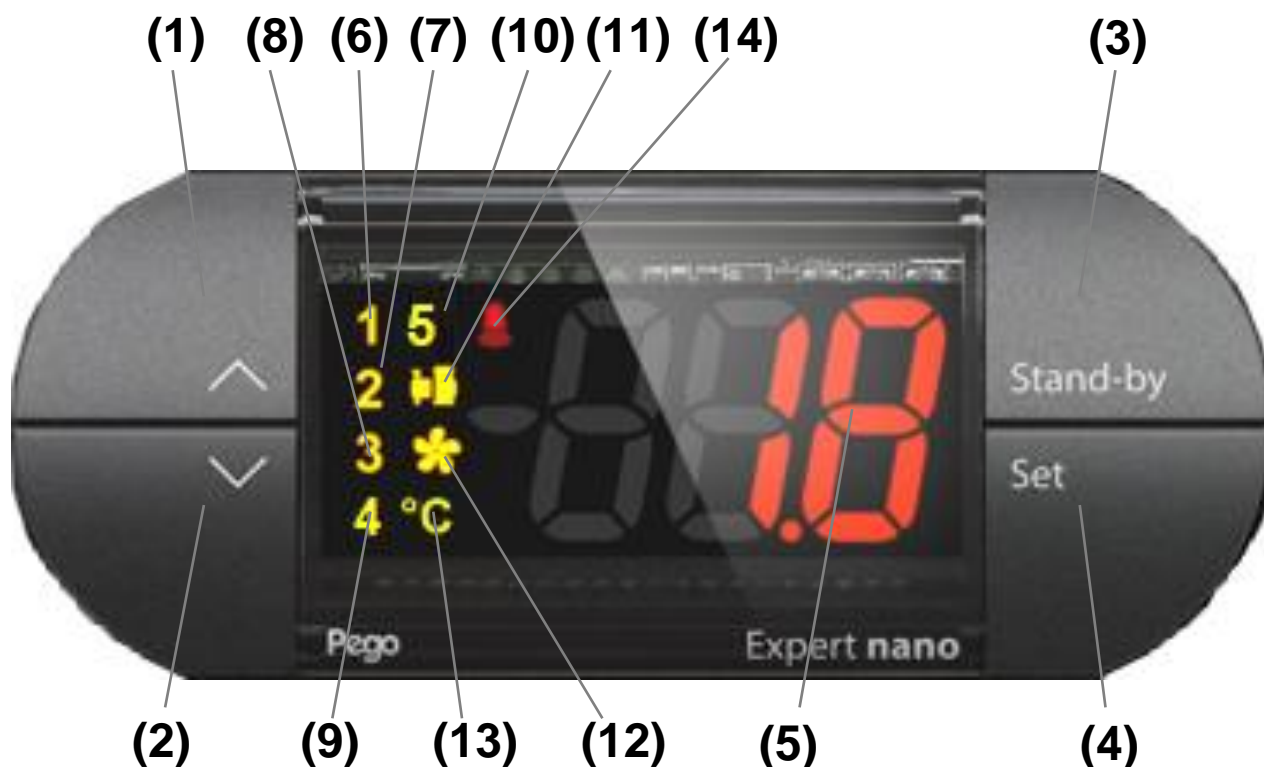 (1) (8) (6) (7) (10) (11) (14) (3)
1 5
2
3
4 °C
1.8
Stand-by
Set
Pego Expert nano
(2) (9) (13) (12) (5) (4)